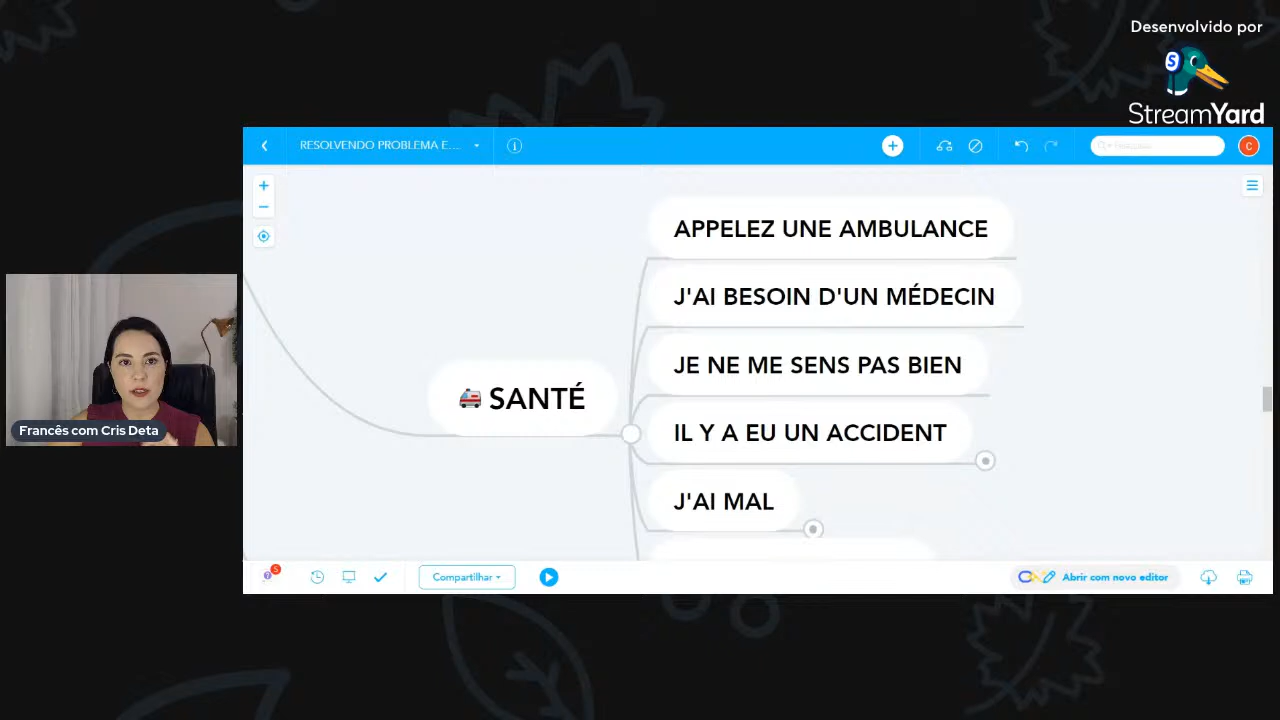 Desenvolvido por
StreamYard
RESOLVENDO PROBLEMA E...
C
APPELEZ UNE AMBULANCE
J'AI BESOIN D'UN MÉDECIN
JE NE ME SENS PAS BIEN
SANTÉ
IL Y A EU UN ACCIDENT
J'AI MAL
Francês com Cris Deta
5
Compartilhar
Abrir com novo editor